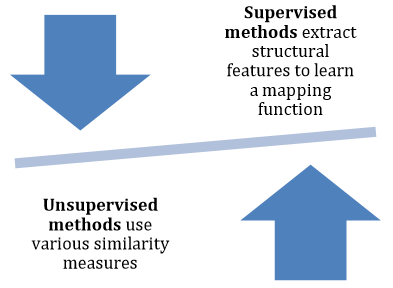 Supervised
methods extract
structural
features to learn
a mapping
function
Unsupervised
methods use
various similarity
measures